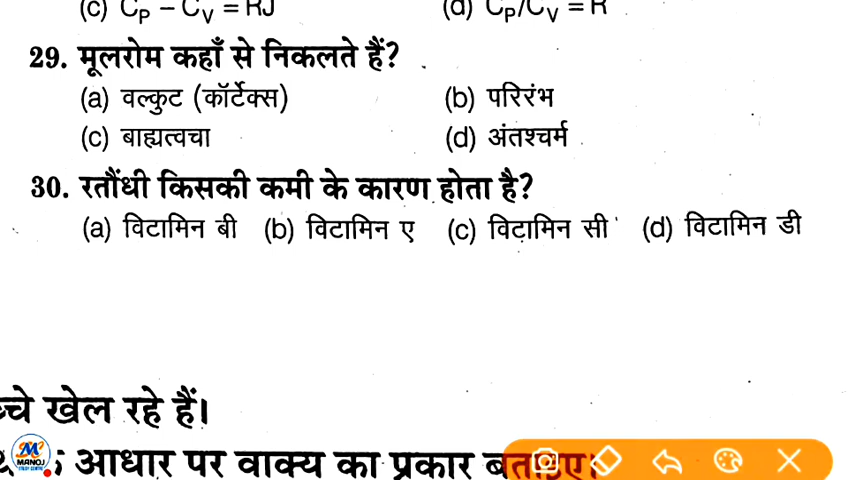 (c) C_P − C_V = RJ (d) C_P/C_V = R
29. मूलरोम कहाँ से निकलते हैं?
(a) वल्कुट (कॉर्टेक्स) (b) परिरंभ
(c) बाह्यत्वचा (d) अंतश्चर्म
30. रतौंधी किसकी कमी के कारण होता है?
(a) विटामिन बी (b) विटामिन ए (c) विटामिन सी (d) विटामिन डी
च्चे खेल रहे हैं।
आधार पर वाक्य का प्रकार बताइए।
MANOJ